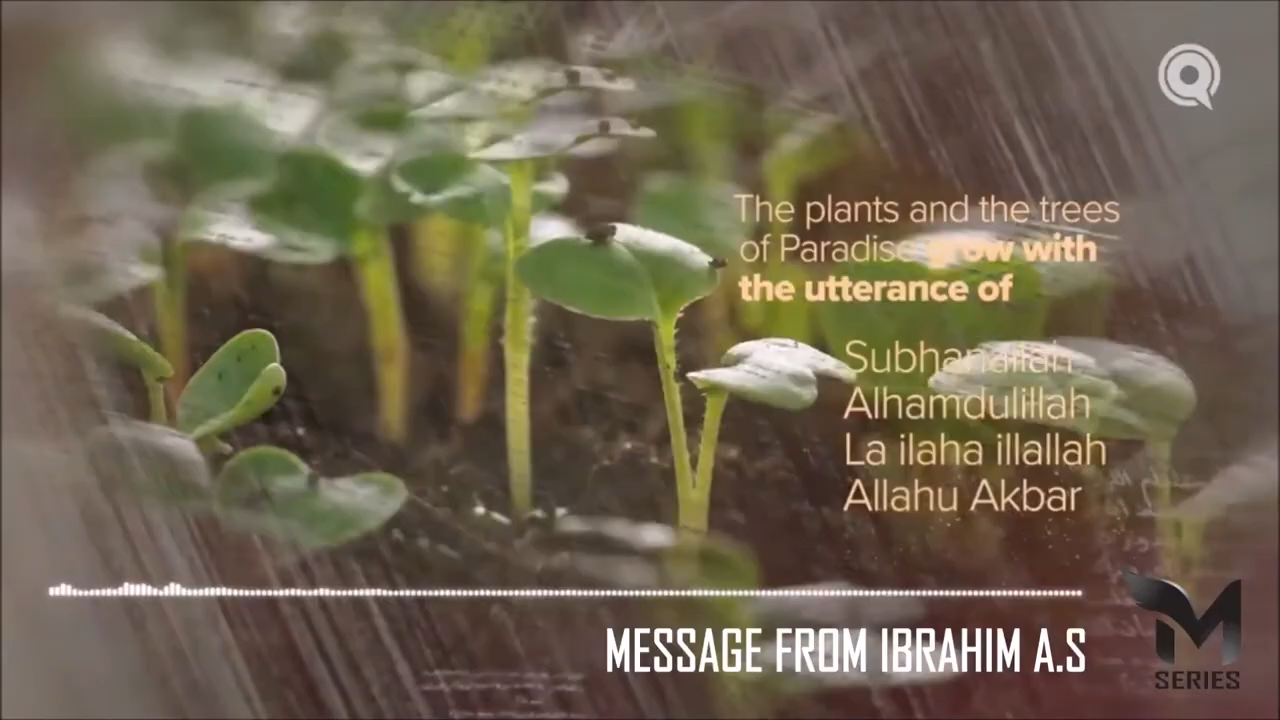 The plants and the trees
of Paradise grow with
the utterance of
Subhanallah
Alhamdulillah
La ilaha illallah
Allahu Akbar
MESSAGE FROM IBRAHIM A.S
M
SERIES